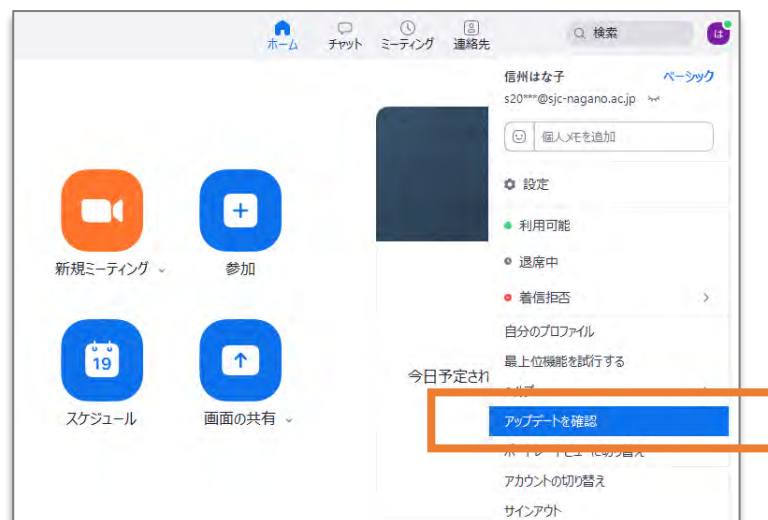 ホーム
チャット
ミーティング
連絡先
検索
は
信州はな子
ベーシック
s20***@sjc-nagano.ac.jp
個人メモを追加
設定
利用可能
退席中
着信拒否
自分のプロファイル
最上位機能を試行する
アップデートを確認
アカウントの切り替え
サインアウト
新規ミーティング
参加
19
スケジュール
画面の共有
今日予定され